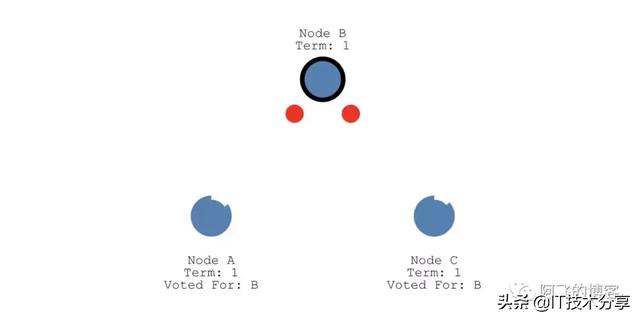 Node B
Term: 1
Node A
Term: 1
Voted For: B
Node C
Term: 1
Voted For: B
阿飞的博客
头条@IT技术分享